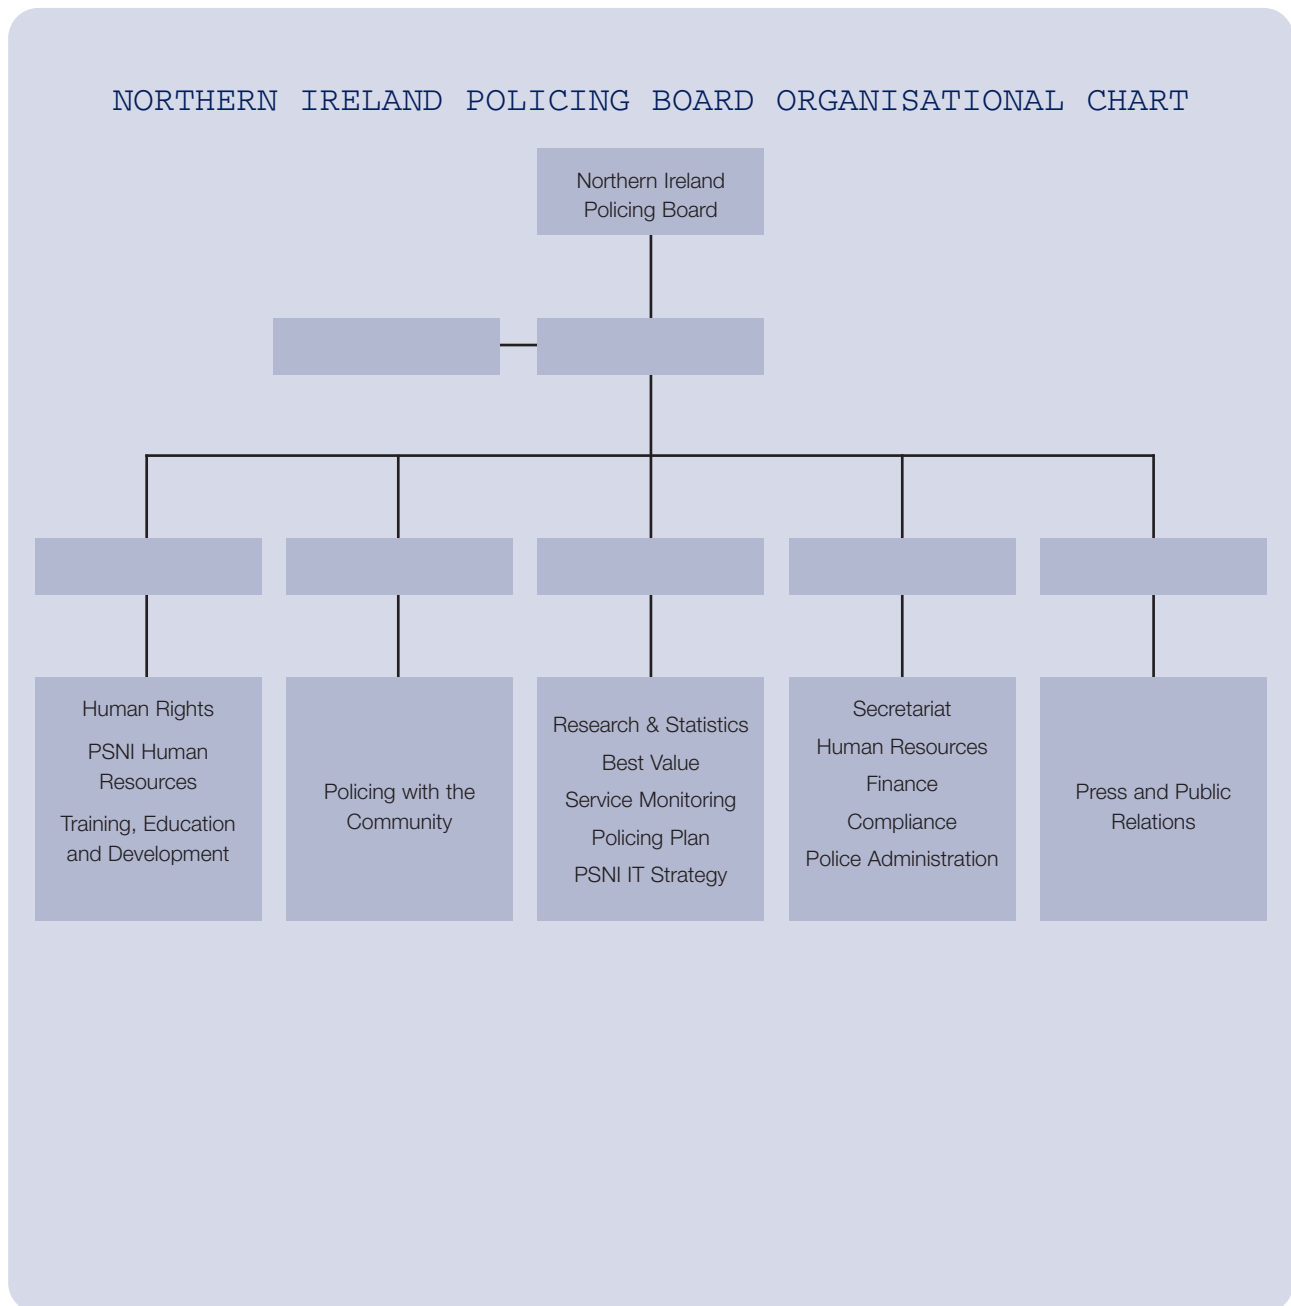 NORTHERN IRELAND POLICING BOARD ORGANISATIONAL CHART
Northern Ireland
Policing Board
Human Rights
PSNI Human
Resources
Training, Education
and Development
Policing with the
Community
Research & Statistics
Best Value
Service Monitoring
Policing Plan
PSNI IT Strategy
Secretariat
Human Resources
Finance
Compliance
Police Administration
Press and Public
Relations